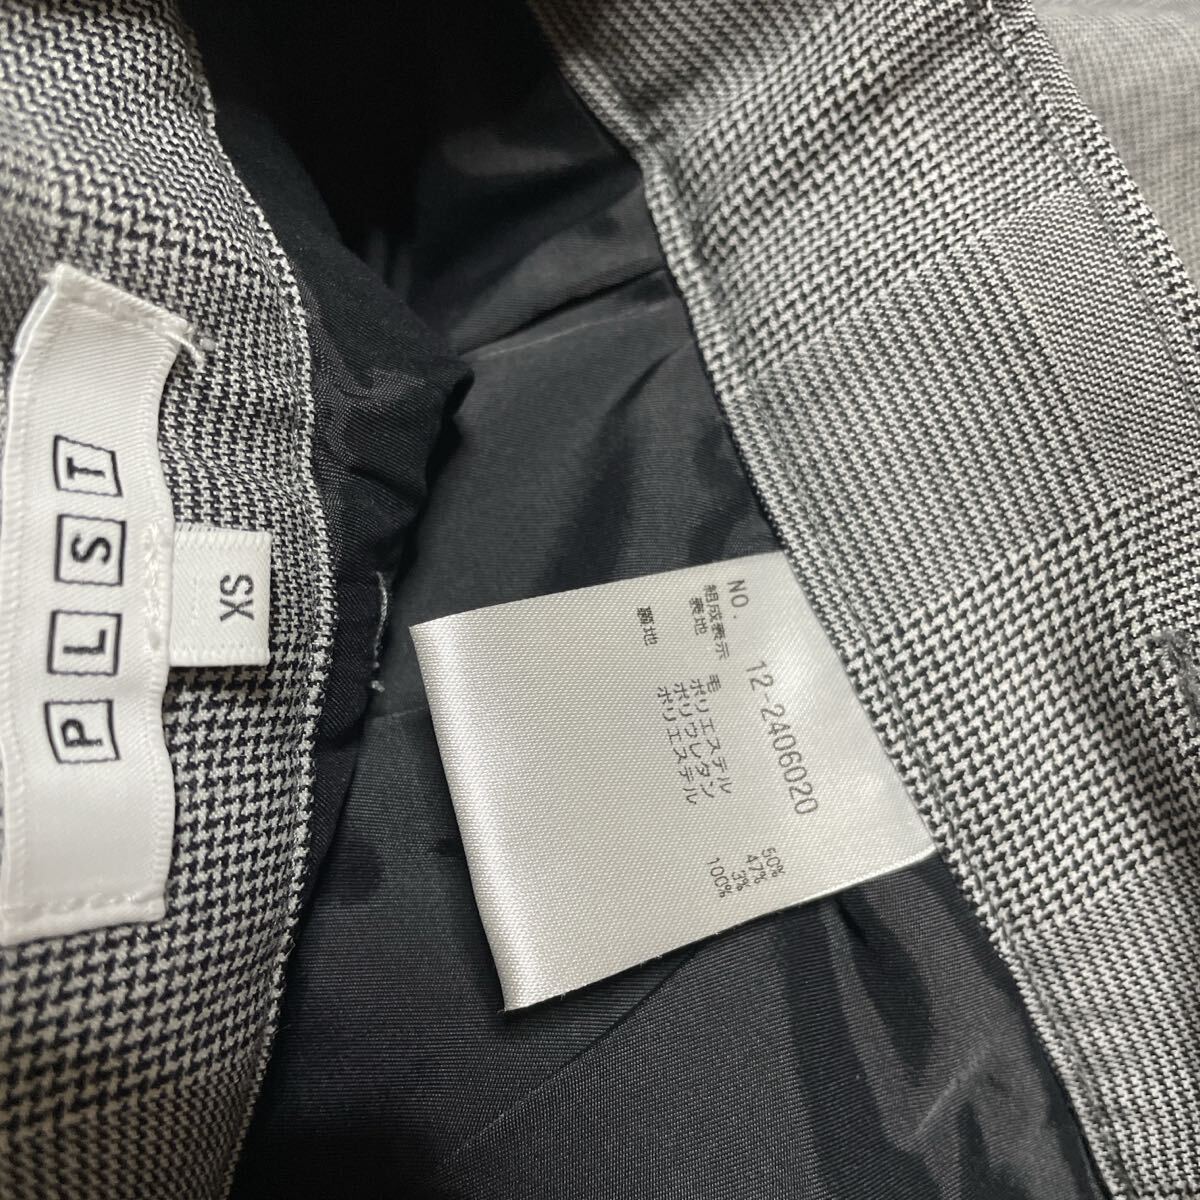 PLST
XS
NO. 12-2406020
組成表示
表地 毛 50%
ポリエステル 47%
ポリウレタン 3%
裏地 ポリエステル 100%